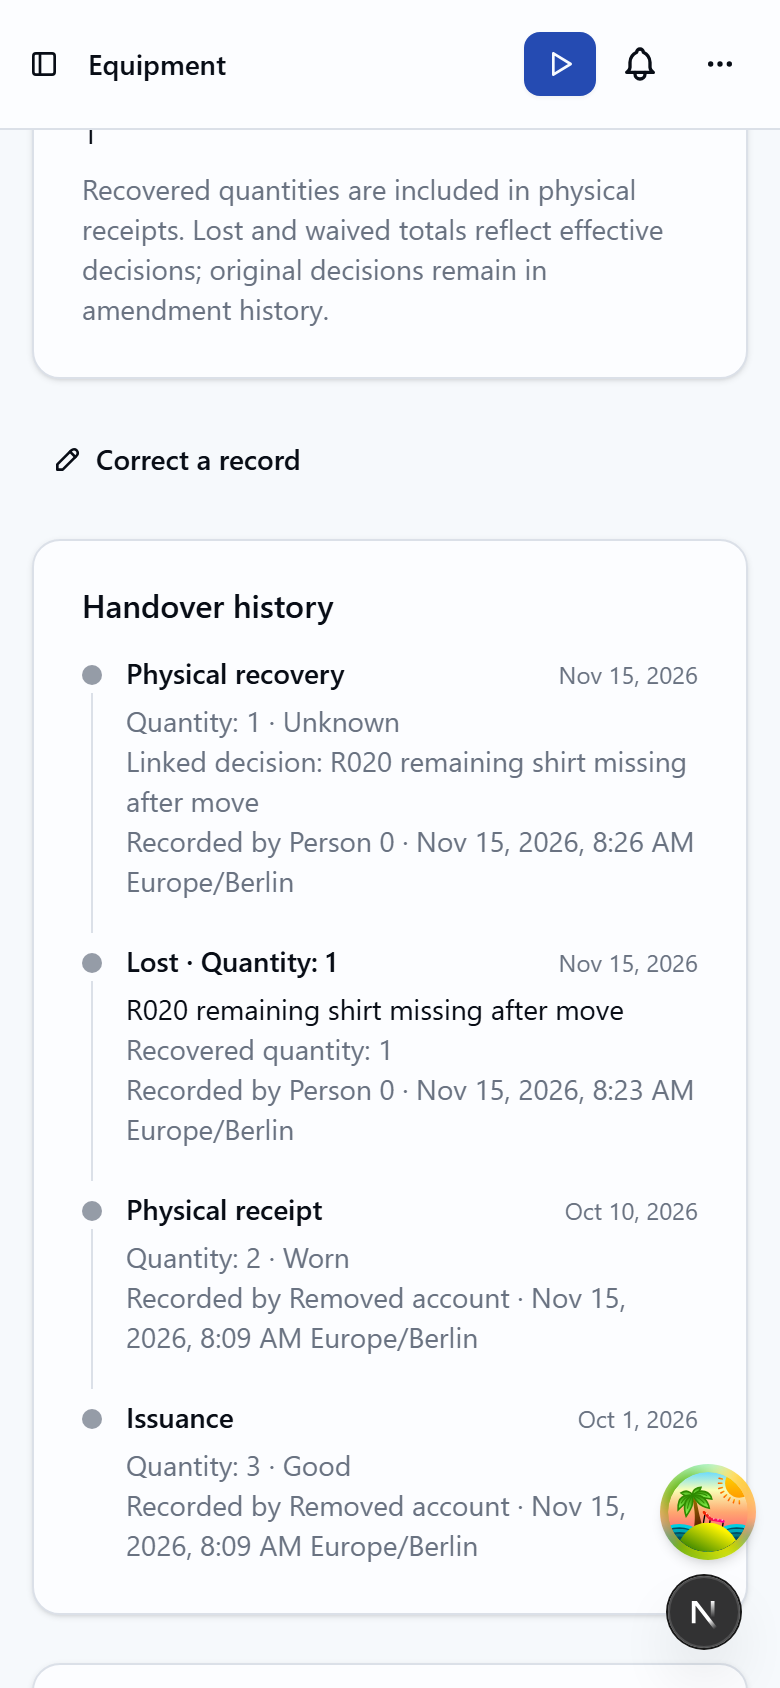 Equipment
Recovered quantities are included in physical
receipts. Lost and waived totals reflect effective
decisions; original decisions remain in
amendment history.
Correct a record
Handover history
Physical recovery Nov 15, 2026
Quantity: 1 · Unknown
Linked decision: R020 remaining shirt missing
after move
Recorded by Person 0 · Nov 15, 2026, 8:26 AM
Europe/Berlin
Lost · Quantity: 1 Nov 15, 2026
R020 remaining shirt missing after move
Recovered quantity: 1
Recorded by Person 0 · Nov 15, 2026, 8:23 AM
Europe/Berlin
Physical receipt Oct 10, 2026
Quantity: 2 · Worn
Recorded by Removed account · Nov 15,
2026, 8:09 AM Europe/Berlin
Issuance Oct 1, 2026
Quantity: 3 · Good
Recorded by Removed account · Nov 15,
2026, 8:09 AM Europe/Berlin
N